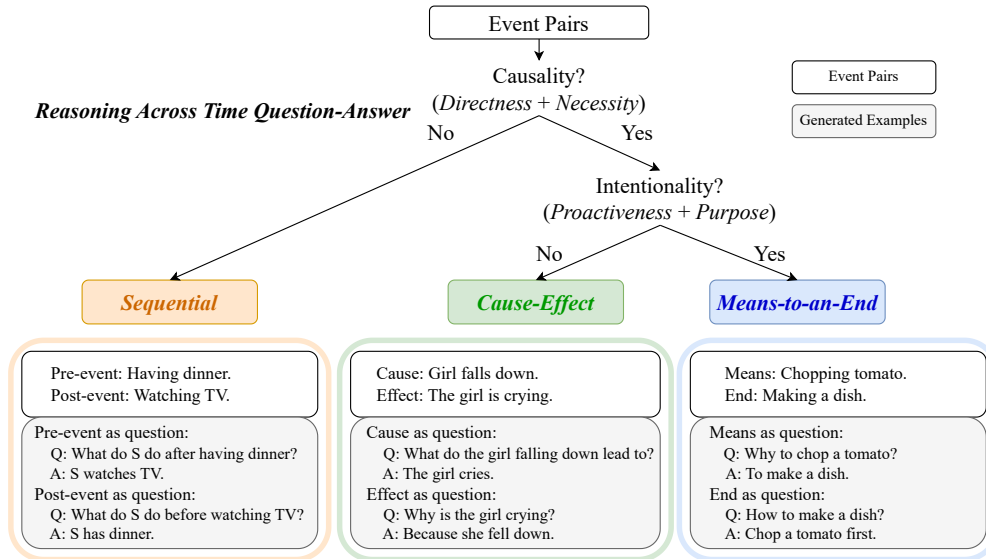 Event Pairs
Causality?
(Directness + Necessity)
Event Pairs
Reasoning Across Time Question-Answer
Generated Examples
No
Yes
Intentionality?
(Proactiveness + Purpose)
No
Yes
Sequential
Cause-Effect
Means-to-an-End
Pre-event: Having dinner.
Post-event: Watching TV.
Pre-event as question:
Q: What do S do after having dinner?
A: S watches TV.
Post-event as question:
Q: What do S do before watching TV?
A: S has dinner.
Cause: Girl falls down.
Effect: The girl is crying.
Cause as question:
Q: What do the girl falling down lead to?
A: The girl cries.
Effect as question:
Q: Why is the girl crying?
A: Because she fell down.
Means: Chopping tomato.
End: Making a dish.
Means as question:
Q: Why to chop a tomato?
A: To make a dish.
End as question:
Q: How to make a dish?
A: Chop a tomato first.